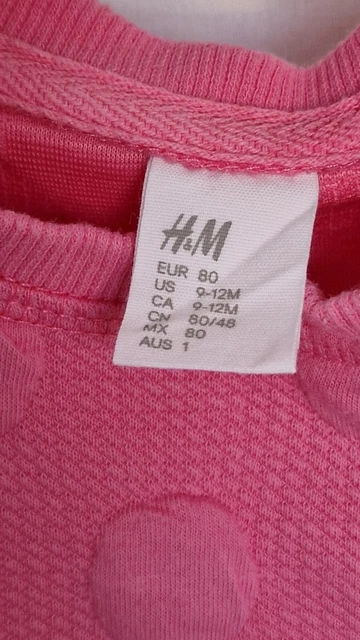 H&M
EUR 80
US 9-12M
CA 9-12M
CN 80/48
MX 80
AUS 1